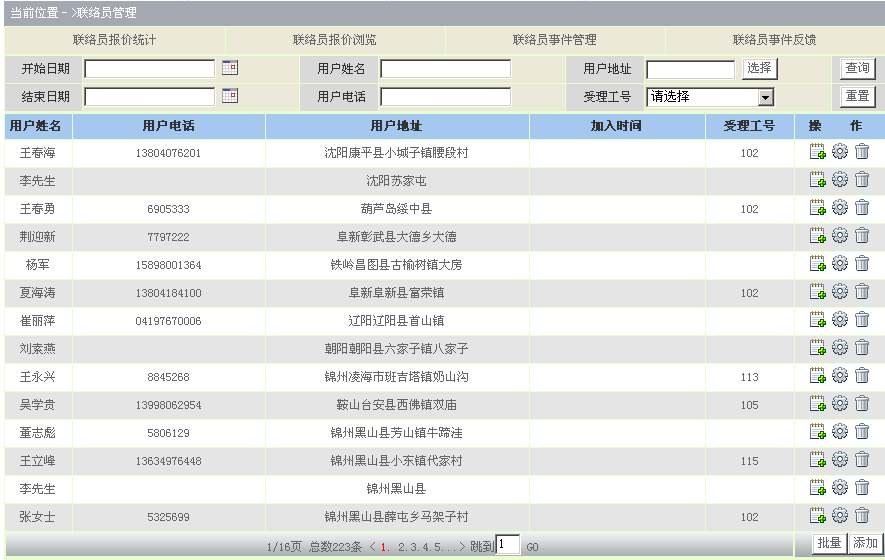 当前位置－>联络员管理
联络员报价统计 联络员报价浏览 联络员事件管理 联络员事件反馈
开始日期 用户姓名 用户地址 选择 查询
结束日期 用户电话 受理工号 请选择 重置
用户姓名 用户电话 用户地址 加入时间 受理工号 操 作
王春海 13804076201 沈阳康平县小城子镇腰段村 102
李先生 沈阳苏家屯
王春勇 6905333 葫芦岛绥中县 102
荆迎新 7797222 阜新彰武县大德乡大德
杨军 15898001364 铁岭昌图县古榆树镇大房
夏海涛 13804184100 阜新阜新县富荣镇 102
崔丽萍 04197670006 辽阳辽阳县首山镇
刘素燕 朝阳朝阳县六家子镇八家子
王永兴 8845268 锦州凌海市班吉塔镇奶山沟 113
吴学贵 13998062954 鞍山台安县西佛镇双庙 105
董志彪 5806129 锦州黑山县芳山镇牛蹄洼
王立峰 13634976448 锦州黑山县小东镇代家村 115
李先生 锦州黑山县
张女士 5325699 锦州黑山县薛屯乡马架子村 102
1/16页 总数223条 < 1. 2.3.4.5...> 跳到 1 GO 批量 添加